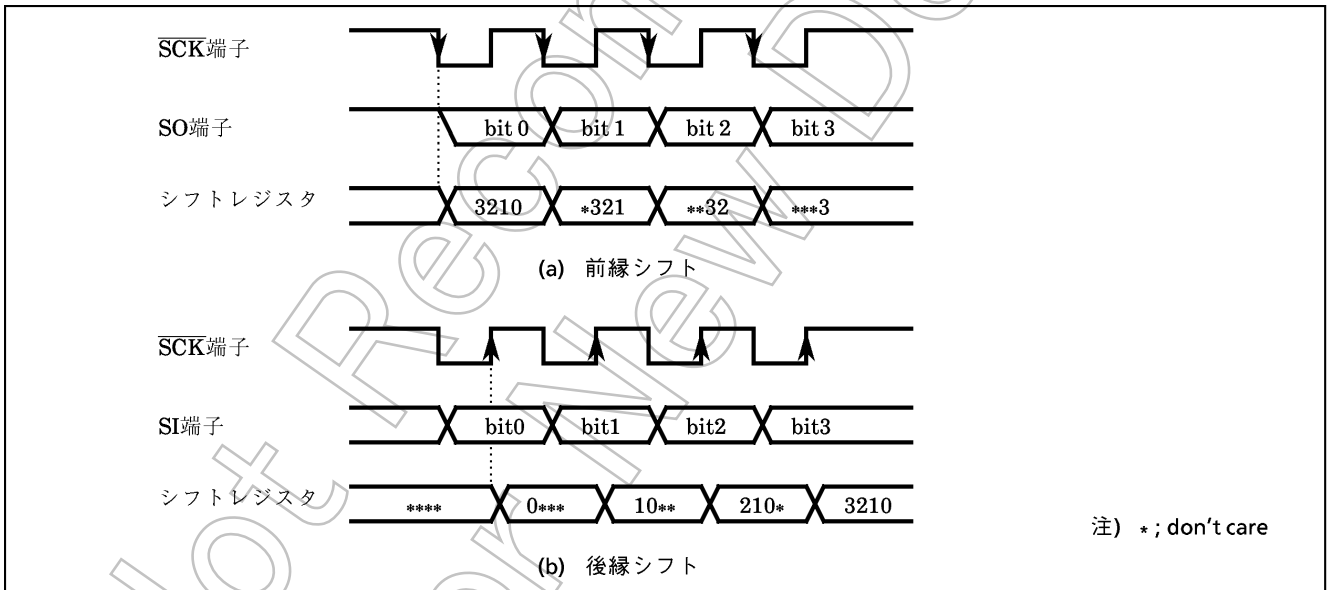 SCK端子
SO端子 bit 0 bit 1 bit 2 bit 3
シフトレジスタ 3210 *321 **32 ***3
(a) 前縁シフト
SCK端子
SI端子 bit0 bit1 bit2 bit3
シフトレジスタ **** 0*** 10** 210* 3210
注) * ; don't care
(b) 後縁シフト